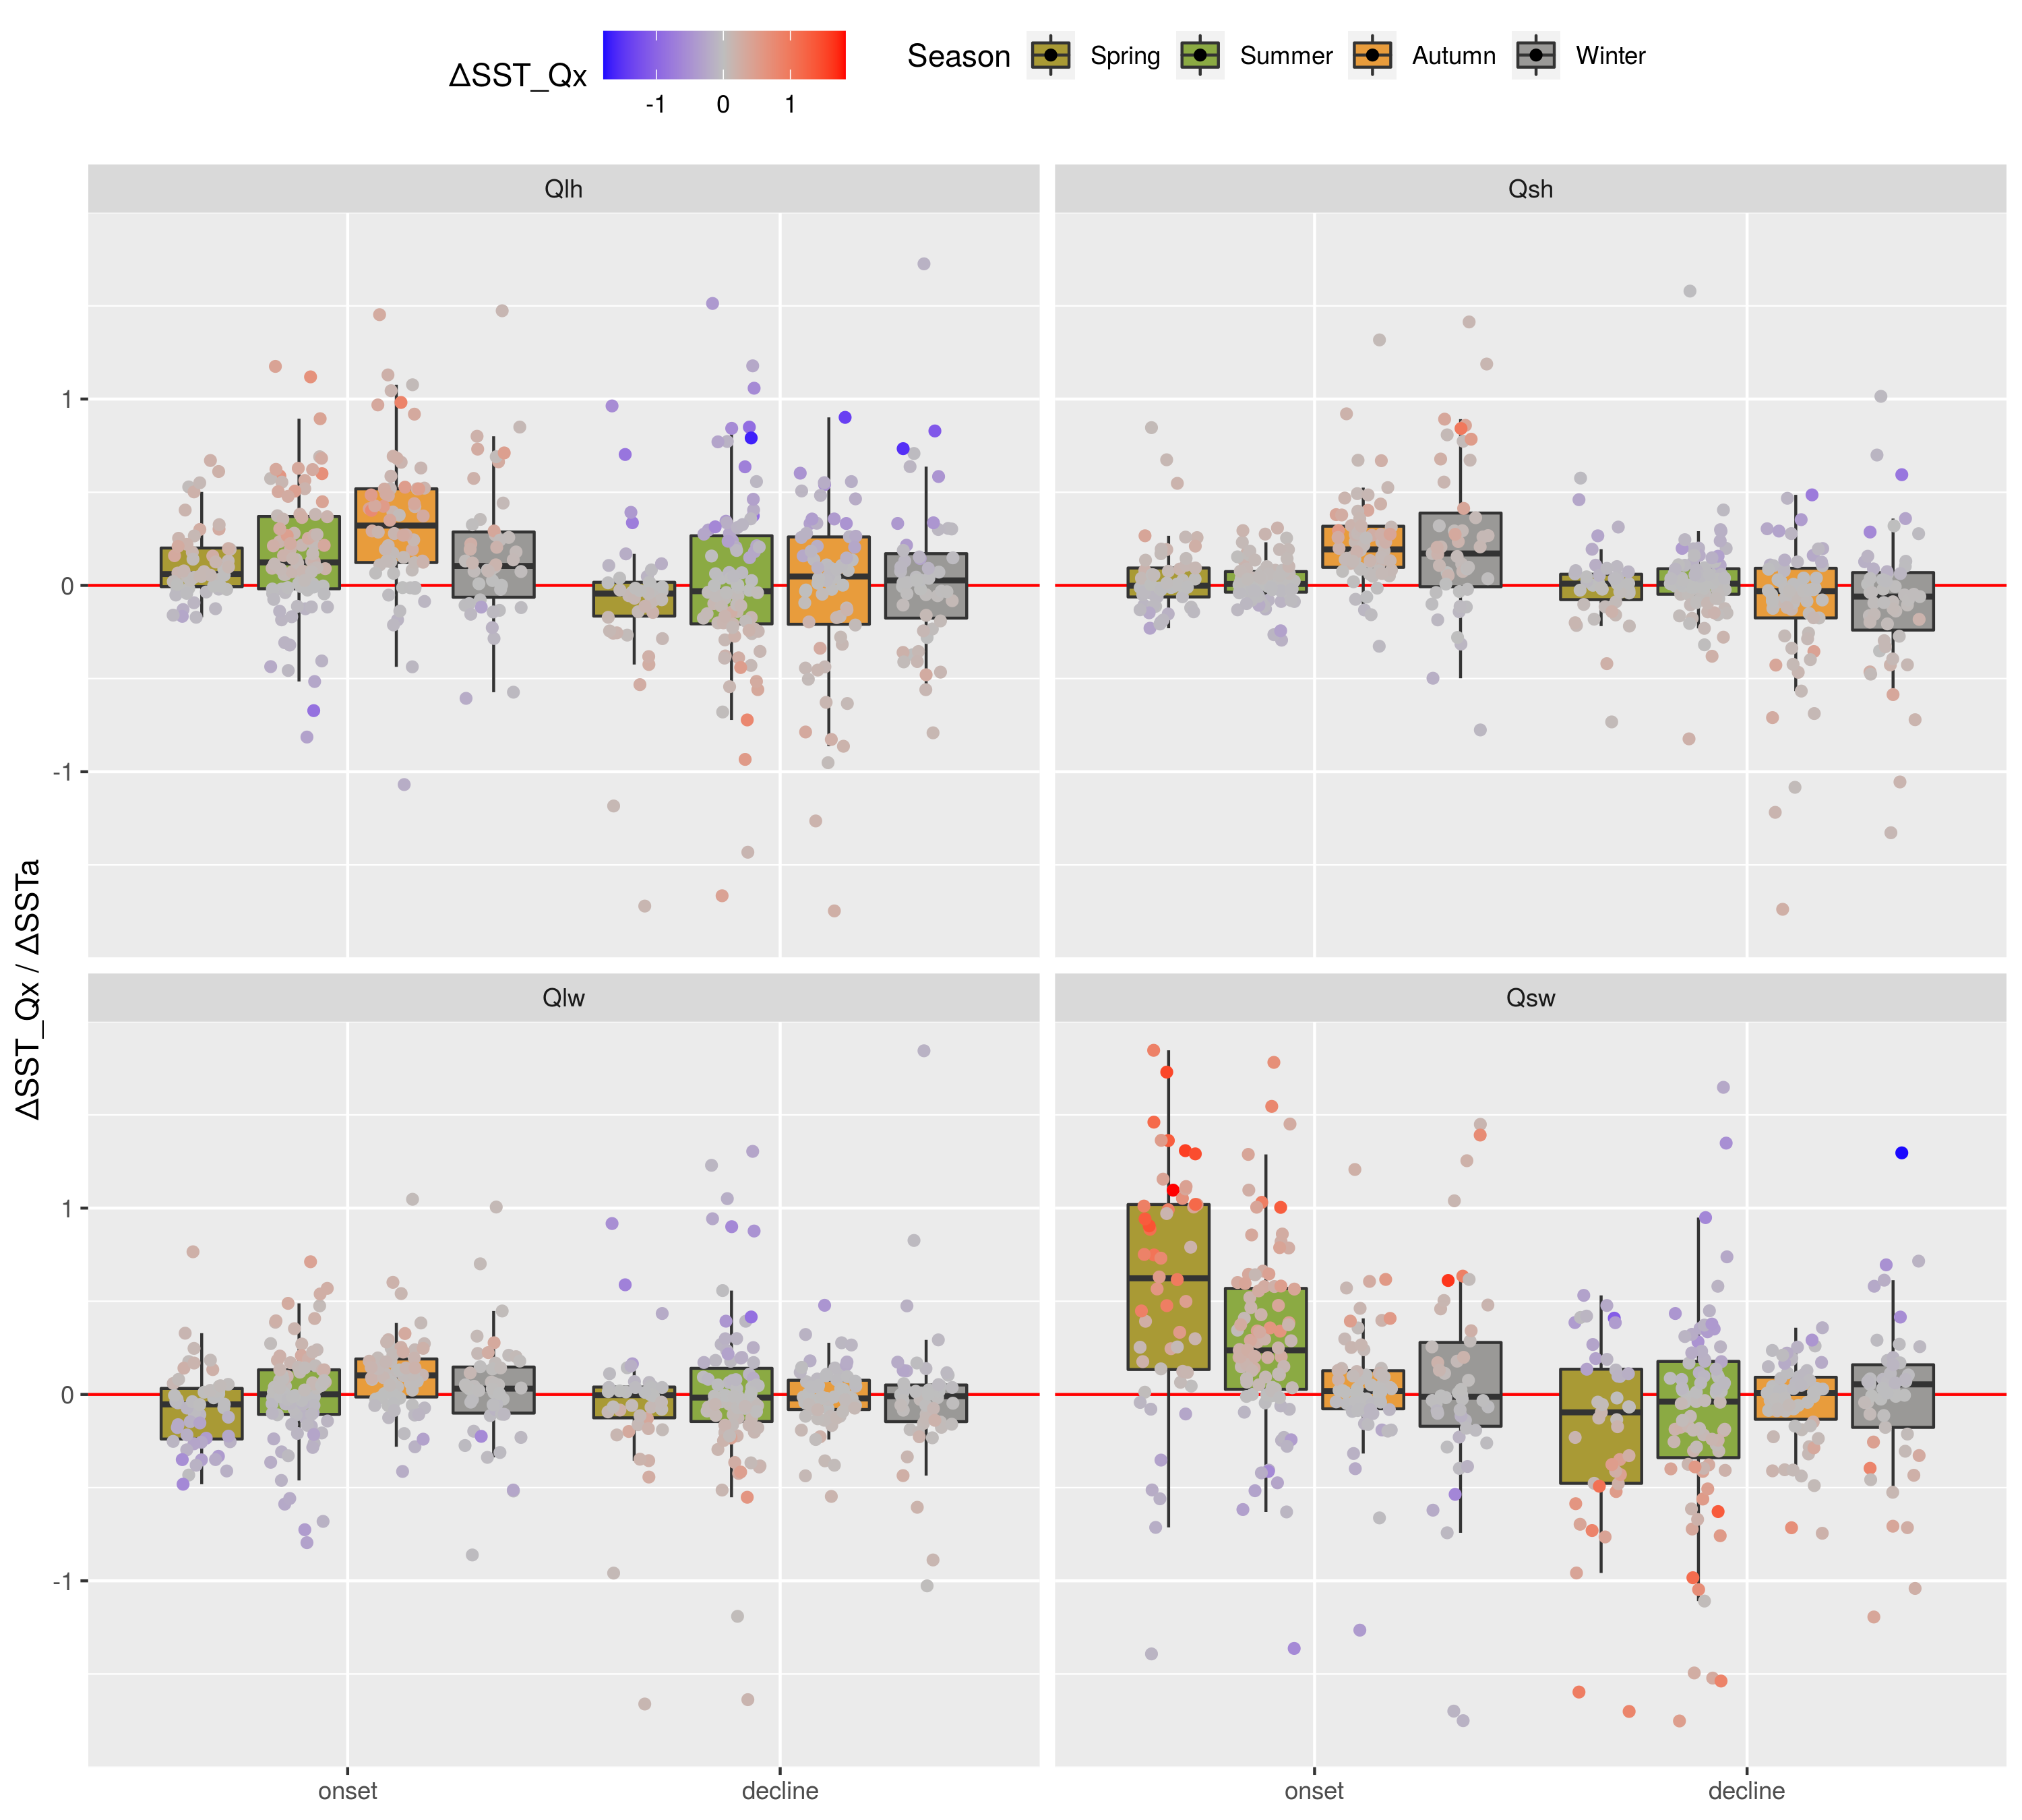 ΔSST_Qx
-1 0 1
Season Spring Summer Autumn Winter
Qlh Qsh
1
0
-1
ΔSST_Qx / ΔSSTa
Qlw Qsw
1
0
-1
onset decline onset decline